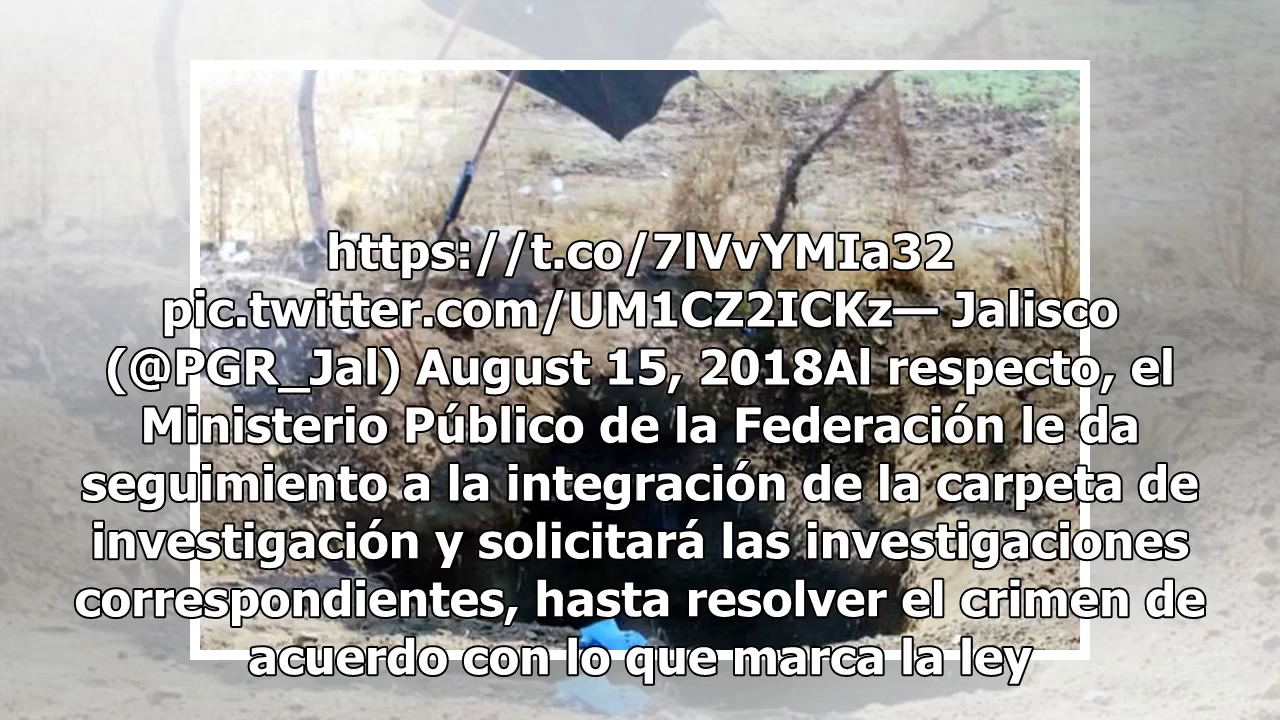 https://t.co/7lVvYMIa32
pic.twitter.com/UM1CZ2ICKz— Jalisco
(@PGR_Jal) August 15, 2018Al respecto, el
Ministerio Público de la Federación le da
seguimiento a la integración de la carpeta de
investigación y solicitará las investigaciones
correspondientes, hasta resolver el crimen de
acuerdo con lo que marca la ley